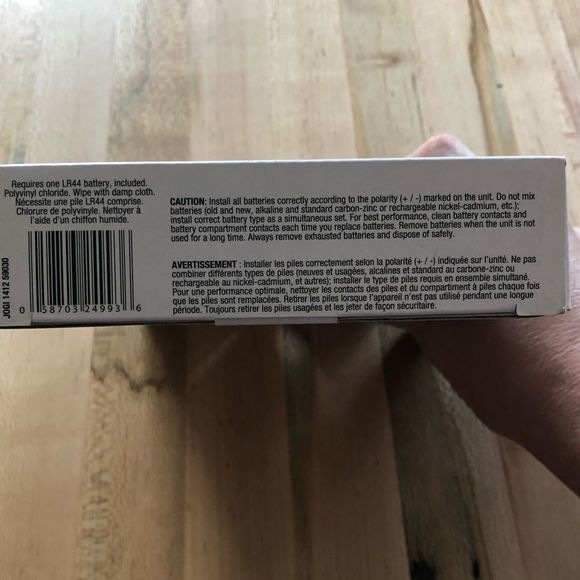 Requires one LR44 battery, included.
Polyvinyl chloride. Wipe with damp cloth.
Nécessite une pile LR44 comprise.
Chlorure de polyvinyle. Nettoyer à
l'aide d'un chiffon humide.
JOGI 1412 59030
0 58703 24993 6
CAUTION: Install all batteries correctly according to the polarity (+ / -) marked on the unit. Do not mix
batteries (old and new, alkaline and standard carbon-zinc or rechargeable nickel-cadmium, etc.);
install correct battery type as a simultaneous set. For best performance, clean battery contacts and
battery compartment contacts each time you replace batteries. Remove batteries when the unit is not
used for a long time. Always remove exhausted batteries and dispose of safely.
AVERTISSEMENT : Installer les piles correctement selon la polarité (+ / -) indiquée sur l'unité. Ne pas
combiner différents types de piles (neuves et usagées, alcalines et standard au carbone-zinc ou
rechargeable au nickel-cadmium, et autres); installer le type de piles requis en ensemble simultané.
Pour une performance optimale, nettoyer les contacts des piles et du compartiment à piles chaque fois
que les piles sont remplacées. Retirer les piles lorsque l'appareil n'est pas utilisé pendant une longue
période. Toujours retirer les piles usagées et les jeter de façon sécuritaire.